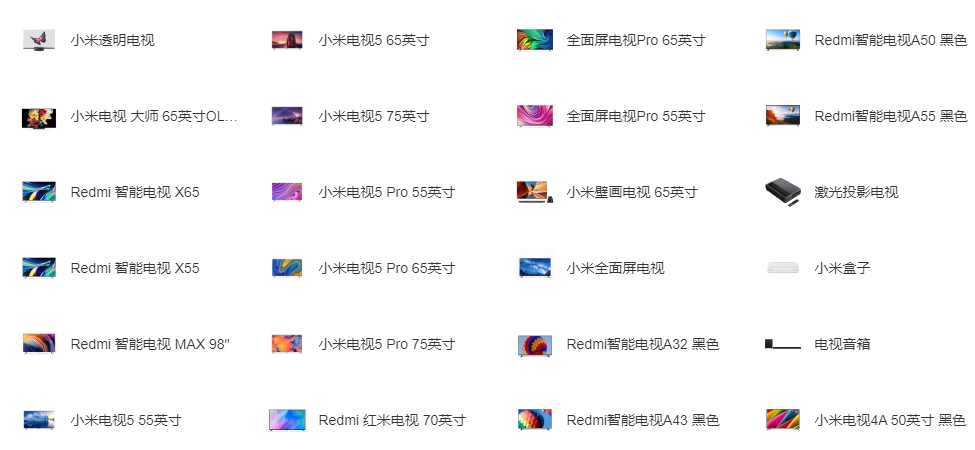 小米透明电视
小米电视5 65英寸
全面屏电视Pro 65英寸
Redmi智能电视A50 黑色
小米电视 大师 65英寸OL...
小米电视5 75英寸
全面屏电视Pro 55英寸
Redmi智能电视A55 黑色
Redmi 智能电视 X65
小米电视5 Pro 55英寸
小米壁画电视 65英寸
激光投影电视
Redmi 智能电视 X55
小米电视5 Pro 65英寸
小米全面屏电视
小米盒子
Redmi 智能电视 MAX 98"
小米电视5 Pro 75英寸
Redmi智能电视A32 黑色
电视音箱
小米电视5 55英寸
Redmi 红米电视 70英寸
Redmi智能电视A43 黑色
小米电视4A 50英寸 黑色